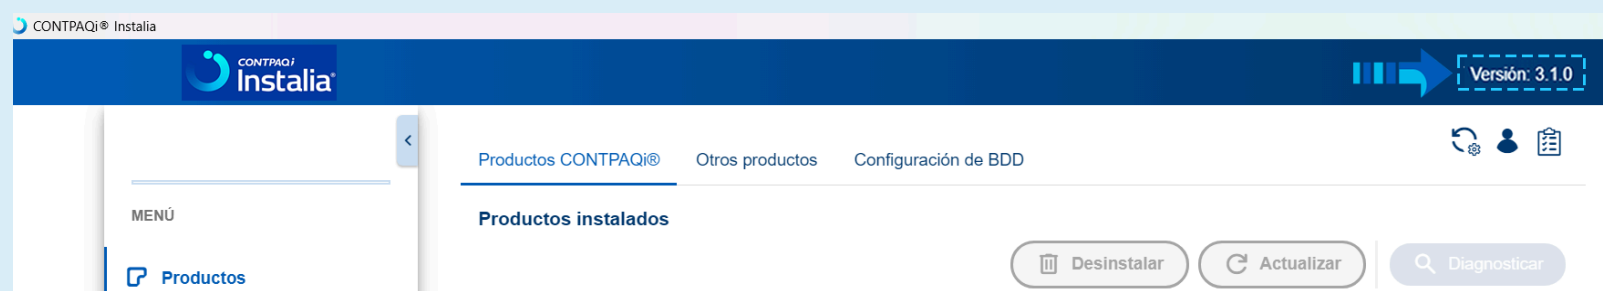 CONTPAQi® Instalia
CONTPAQi
Instalia®
Versión: 3.1.0
Productos CONTPAQi® Otros productos Configuración de BDD
MENÚ
Productos instalados
Desinstalar Actualizar Diagnosticar
Productos